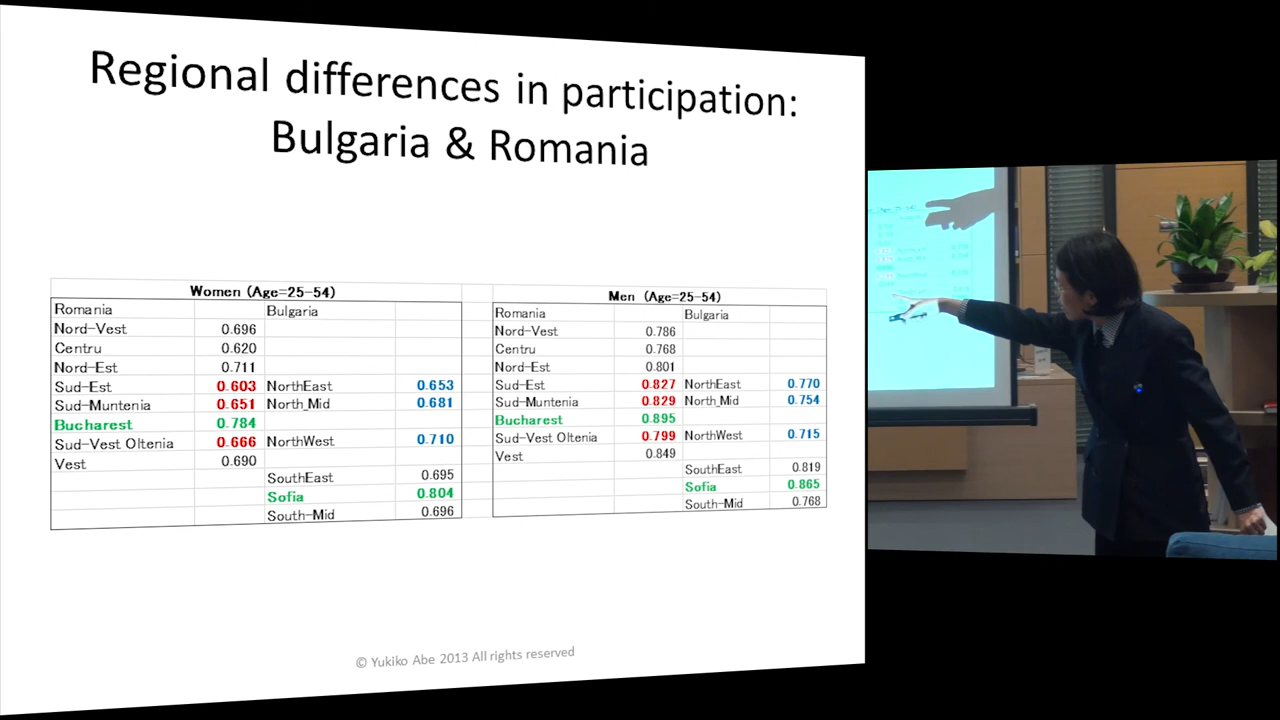 Regional differences in participation:
Bulgaria & Romania
Women (Age=25-54)
Romania Bulgaria
Nord-Vest 0.696
Centru 0.620
Nord-Est 0.711
Sud-Est 0.603 NorthEast 0.653
Sud-Muntenia 0.651 North_Mid 0.681
Bucharest 0.784
Sud-Vest Oltenia 0.666 NorthWest 0.710
Vest 0.690
SouthEast 0.695
Sofia 0.804
South-Mid 0.696
Men (Age=25-54)
Romania Bulgaria
Nord-Vest 0.786
Centru 0.768
Nord-Est 0.801
Sud-Est 0.827 NorthEast 0.770
Sud-Muntenia 0.829 North_Mid 0.754
Bucharest 0.895
Sud-Vest Oltenia 0.799 NorthWest 0.715
Vest 0.849
SouthEast 0.819
Sofia 0.865
South-Mid 0.768
© Yukiko Abe 2013 All rights reserved